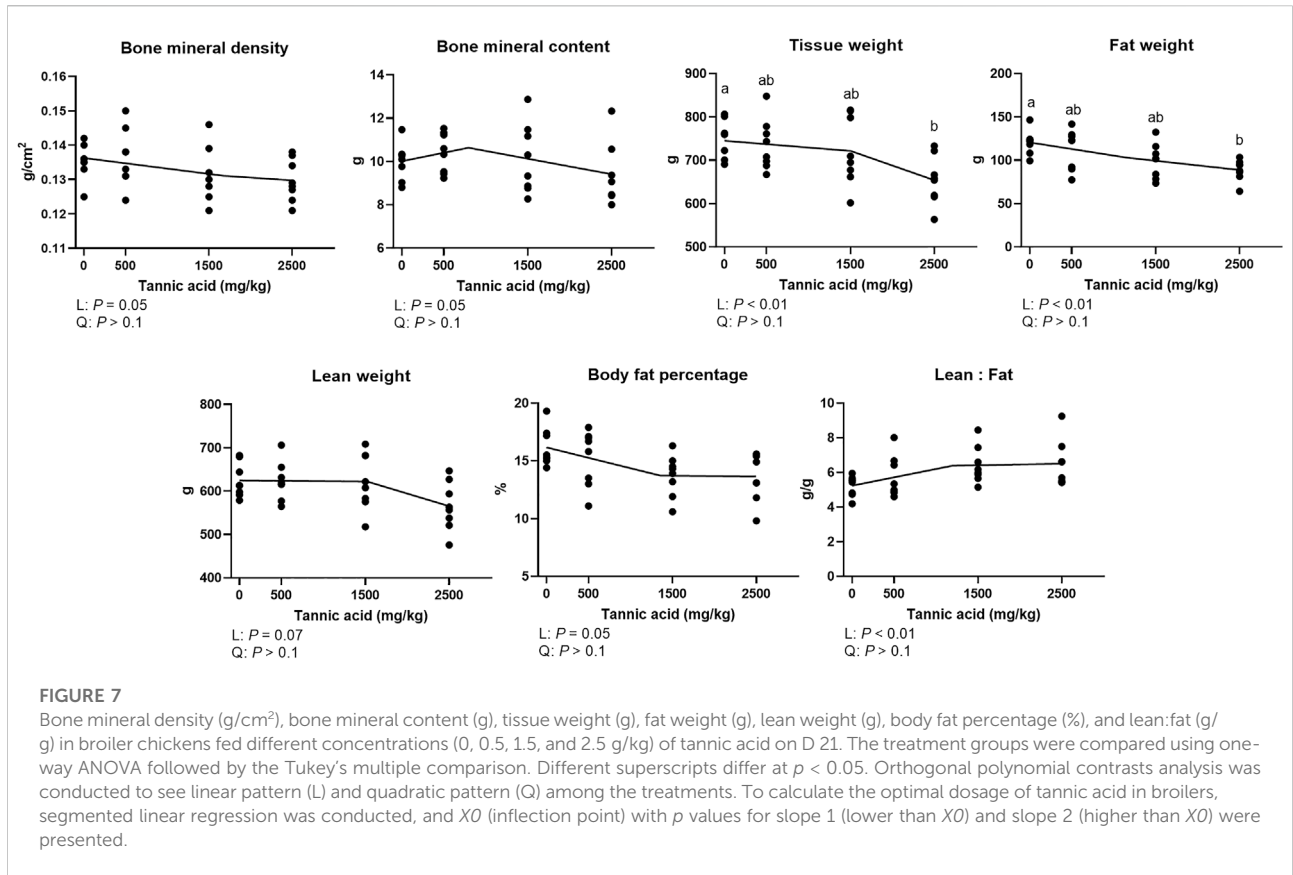 Bone mineral density
0.16
0.15
0.14
0.13
0.12
0.11
g/cm²
0 500 1500 2500
Tannic acid (mg/kg)
L: P = 0.05
Q: P > 0.1
Bone mineral content
14
12
10
8
6
g
0 500 1500 2500
Tannic acid (mg/kg)
L: P = 0.05
Q: P > 0.1
Tissue weight
900
800
700
600
500
g
a ab ab b
0 500 1500 2500
Tannic acid (mg/kg)
L: P < 0.01
Q: P > 0.1
Fat weight
200
150
100
50
0
g
a ab ab b
0 500 1500 2500
Tannic acid (mg/kg)
L: P < 0.01
Q: P > 0.1
Lean weight
800
700
600
500
400
g
0 500 1500 2500
Tannic acid (mg/kg)
L: P = 0.07
Q: P > 0.1
Body fat percentage
20
15
10
5
%
0 500 1500 2500
Tannic acid (mg/kg)
L: P = 0.05
Q: P > 0.1
Lean : Fat
10
8
6
4
2
0
g/g
0 500 1500 2500
Tannic acid (mg/kg)
L: P < 0.01
Q: P > 0.1
FIGURE 7
Bone mineral density (g/cm²), bone mineral content (g), tissue weight (g), fat weight (g), lean weight (g), body fat percentage (%), and lean:fat (g/
g) in broiler chickens fed different concentrations (0, 0.5, 1.5, and 2.5 g/kg) of tannic acid on D 21. The treatment groups were compared using one-
way ANOVA followed by the Tukey's multiple comparison. Different superscripts differ at p < 0.05. Orthogonal polynomial contrasts analysis was
conducted to see linear pattern (L) and quadratic pattern (Q) among the treatments. To calculate the optimal dosage of tannic acid in broilers,
segmented linear regression was conducted, and X0 (inflection point) with p values for slope 1 (lower than X0) and slope 2 (higher than X0) were
presented.